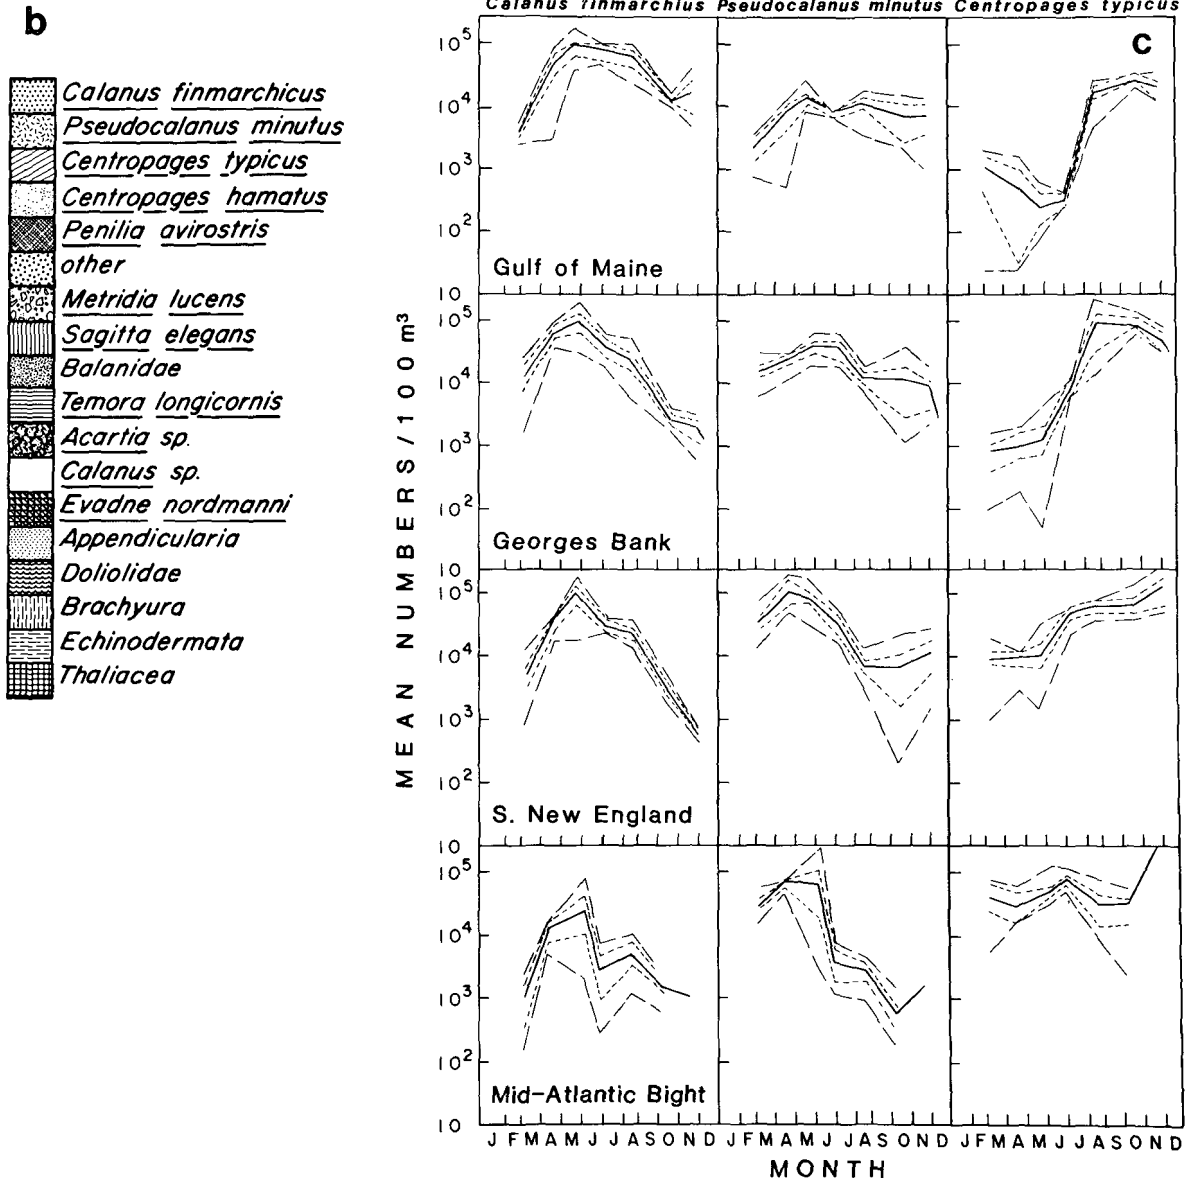 b
Calanus finmarchicus
Pseudocalanus minutus
Centropages typicus
Centropages hamatus
Penilia avirostris
other
Metridia lucens
Sagitta elegans
Balanidae
Temora longicornis
Acartia sp.
Calanus sp.
Evadne nordmanni
Appendicularia
Doliolidae
Brachyura
Echinodermata
Thaliacea
Calanus finmarchius Pseudocalanus minutus Centropages typicus
c
MEAN NUMBERS/100 m³
10⁵
10⁴
10³
10²
10
Gulf of Maine
10⁵
10⁴
10³
10²
10
Georges Bank
10⁵
10⁴
10³
10²
10
S. New England
10⁵
10⁴
10³
10²
10
Mid-Atlantic Bight
J F M A M J J A S O N D J F M A M J J A S O N D J F M A M J J A S O N D
MONTH